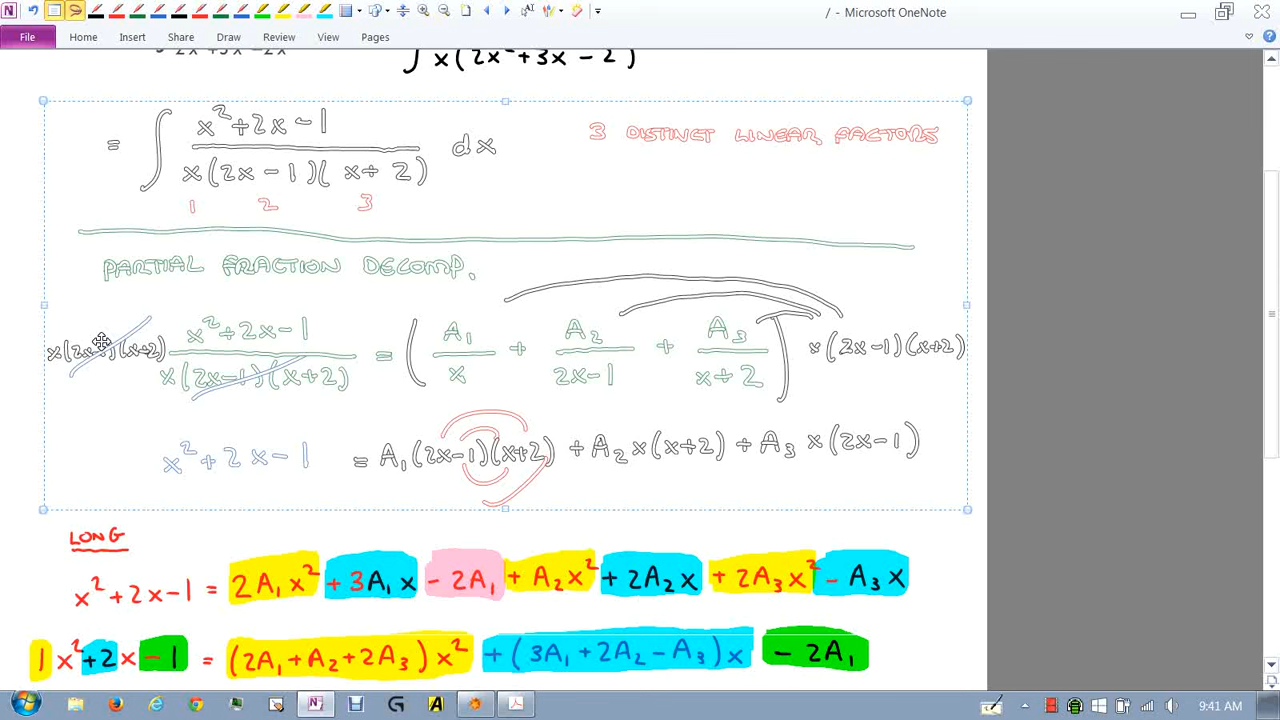 / - Microsoft OneNote
File Home Insert Share Draw Review View Pages
∫ x(2x²+3x-2)
= ∫ x²+2x-1 / x(2x-1)(x+2) dx 3 DISTINCT LINEAR FACTORS
1 2 3
PARTIAL FRACTION DECOMP.
x(2x-1)(x+2) x²+2x-1 / x(2x-1)(x+2) = ( A₁/x + A₂/2x-1 + A₃/x+2 ) x(2x-1)(x+2)
x²+2x-1 = A₁(2x-1)(x+2) + A₂x(x+2) + A₃x(2x-1)
LONG
x²+2x-1 = 2A₁x² + 3A₁x - 2A₁ + A₂x² + 2A₂x + 2A₃x² - A₃x
1x²+2x-1 = (2A₁+A₂+2A₃)x² + (3A₁+2A₂-A₃)x - 2A₁
9:41 AM